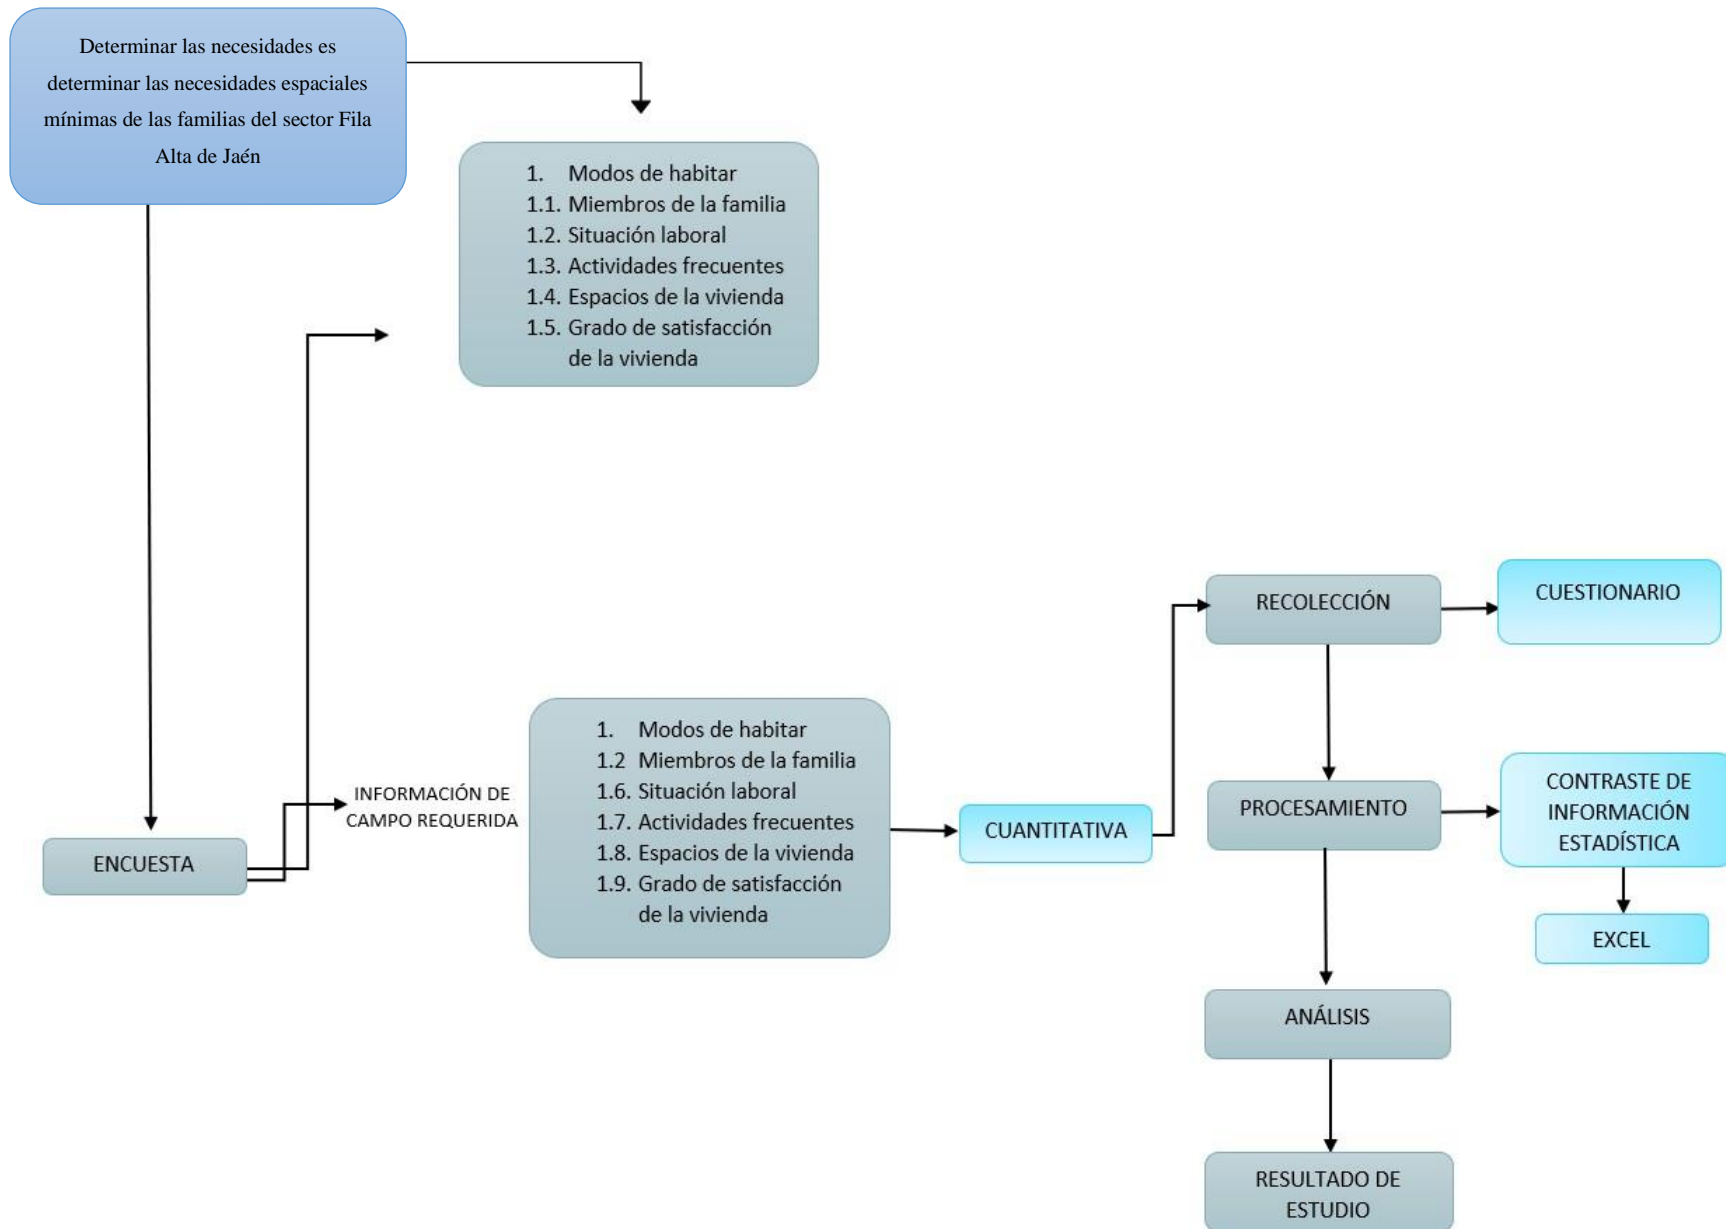 Determinar las necesidades es
determinar las necesidades espaciales
mínimas de las familias del sector Fila
Alta de Jaén
1. Modos de habitar
1.1. Miembros de la familia
1.2. Situación laboral
1.3. Actividades frecuentes
1.4. Espacios de la vivienda
1.5. Grado de satisfacción
de la vivienda
ENCUESTA
INFORMACIÓN DE
CAMPO REQUERIDA
1. Modos de habitar
1.2 Miembros de la familia
1.6. Situación laboral
1.7. Actividades frecuentes
1.8. Espacios de la vivienda
1.9. Grado de satisfacción
de la vivienda
CUANTITATIVA
RECOLECCIÓN
CUESTIONARIO
PROCESAMIENTO
CONTRASTE DE
INFORMACIÓN
ESTADÍSTICA
EXCEL
ANÁLISIS
RESULTADO DE
ESTUDIO